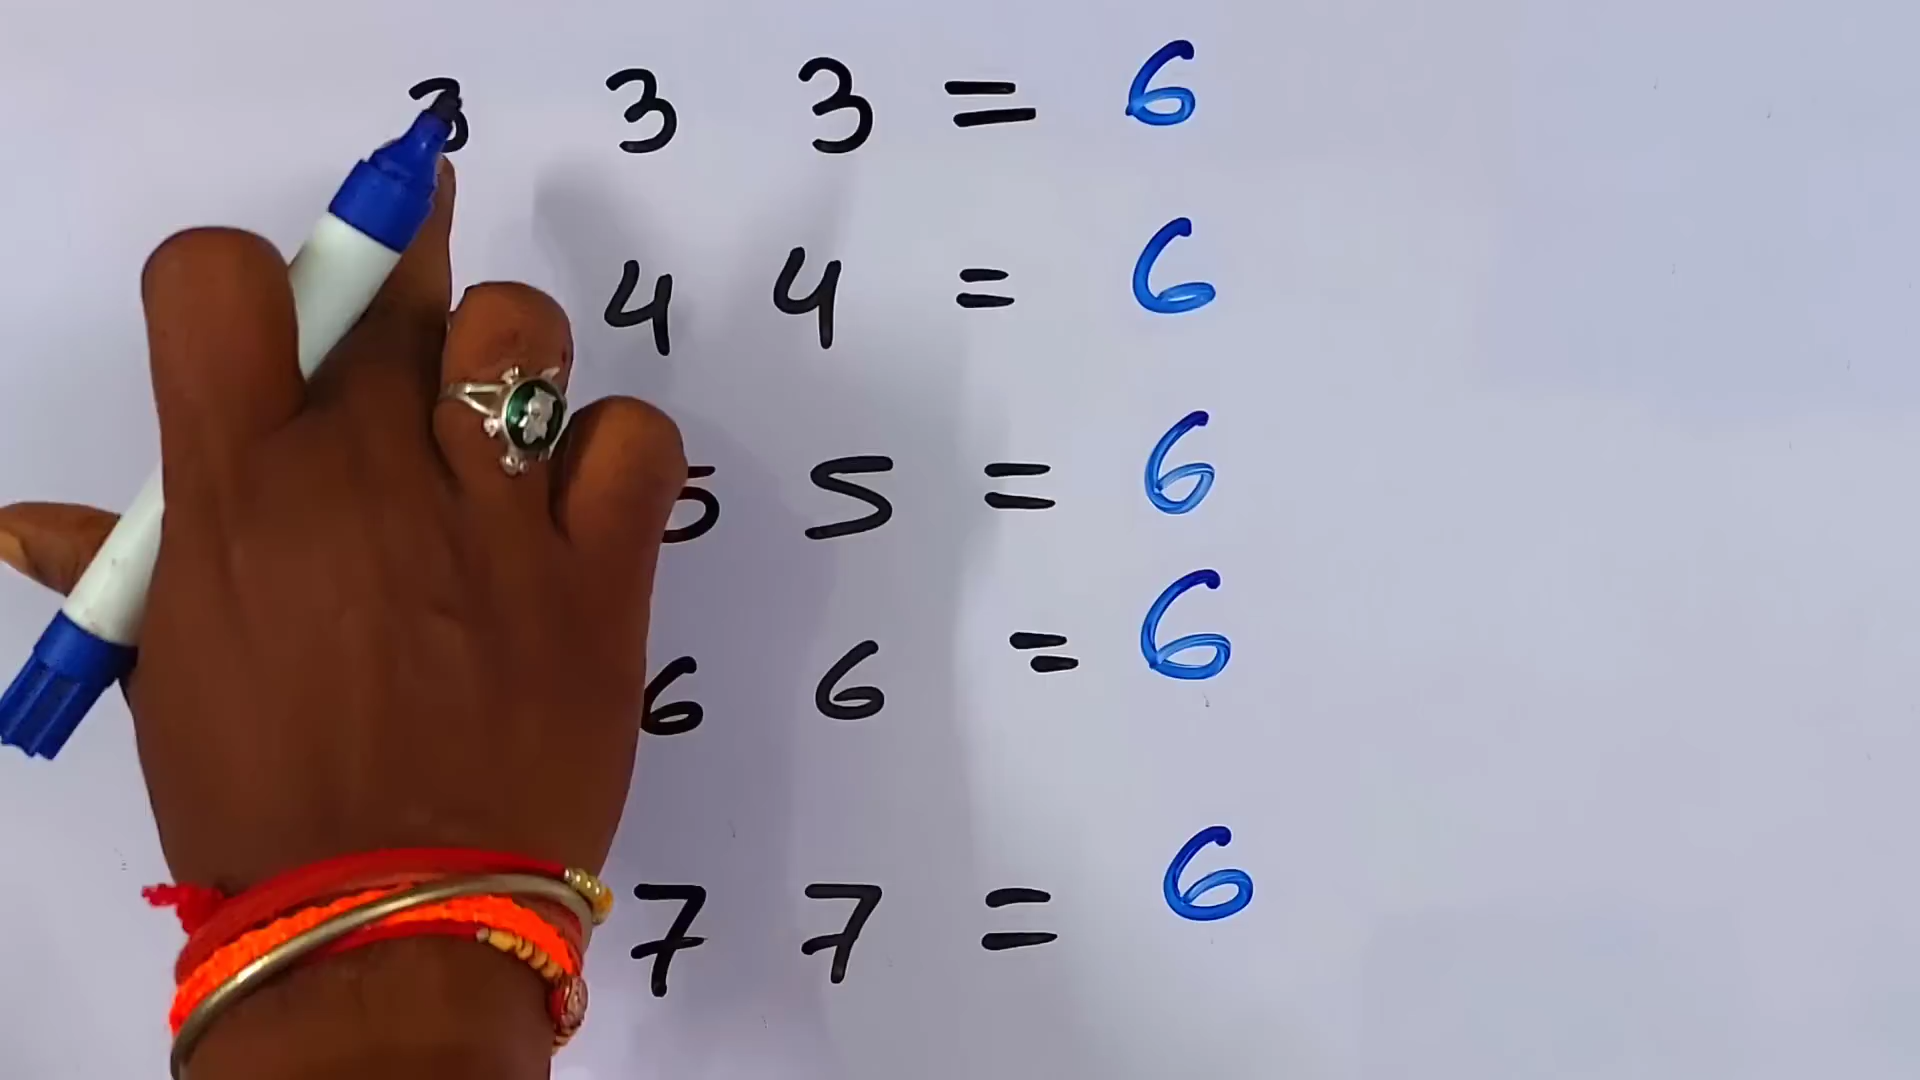 3 3 3 = 6
4 4 = 6
5 5 = 6
6 6 = 6
7 7 = 6